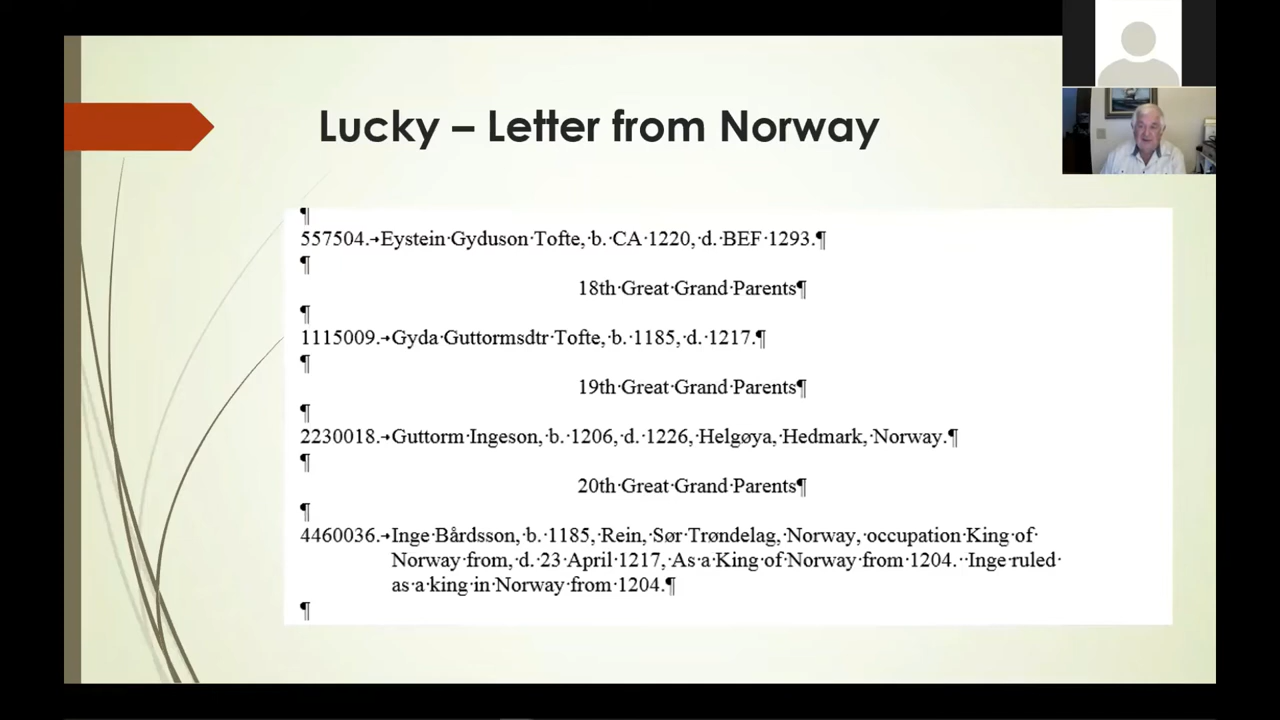 Lucky – Letter from Norway
¶
557504.→Eystein·Gyduson·Tofte,·b.·CA·1220,·d.·BEF·1293.¶
¶
18th·Great·Grand·Parents¶
¶
1115009.→Gyda·Guttormsdtr·Tofte,·b.·1185,·d.·1217.¶
¶
19th·Great·Grand·Parents¶
¶
2230018.→Guttorm·Ingeson,·b.·1206,·d.·1226,·Helgøya,·Hedmark,·Norway.¶
¶
20th·Great·Grand·Parents¶
¶
4460036.→Inge·Bårdsson,·b.·1185,·Rein,·Sør·Trøndelag,·Norway,·occupation·King·of·
Norway·from,·d.·23·April·1217,·As·a·King·of·Norway·from·1204.··Inge·ruled·
as·a·king·in·Norway·from·1204.¶
¶